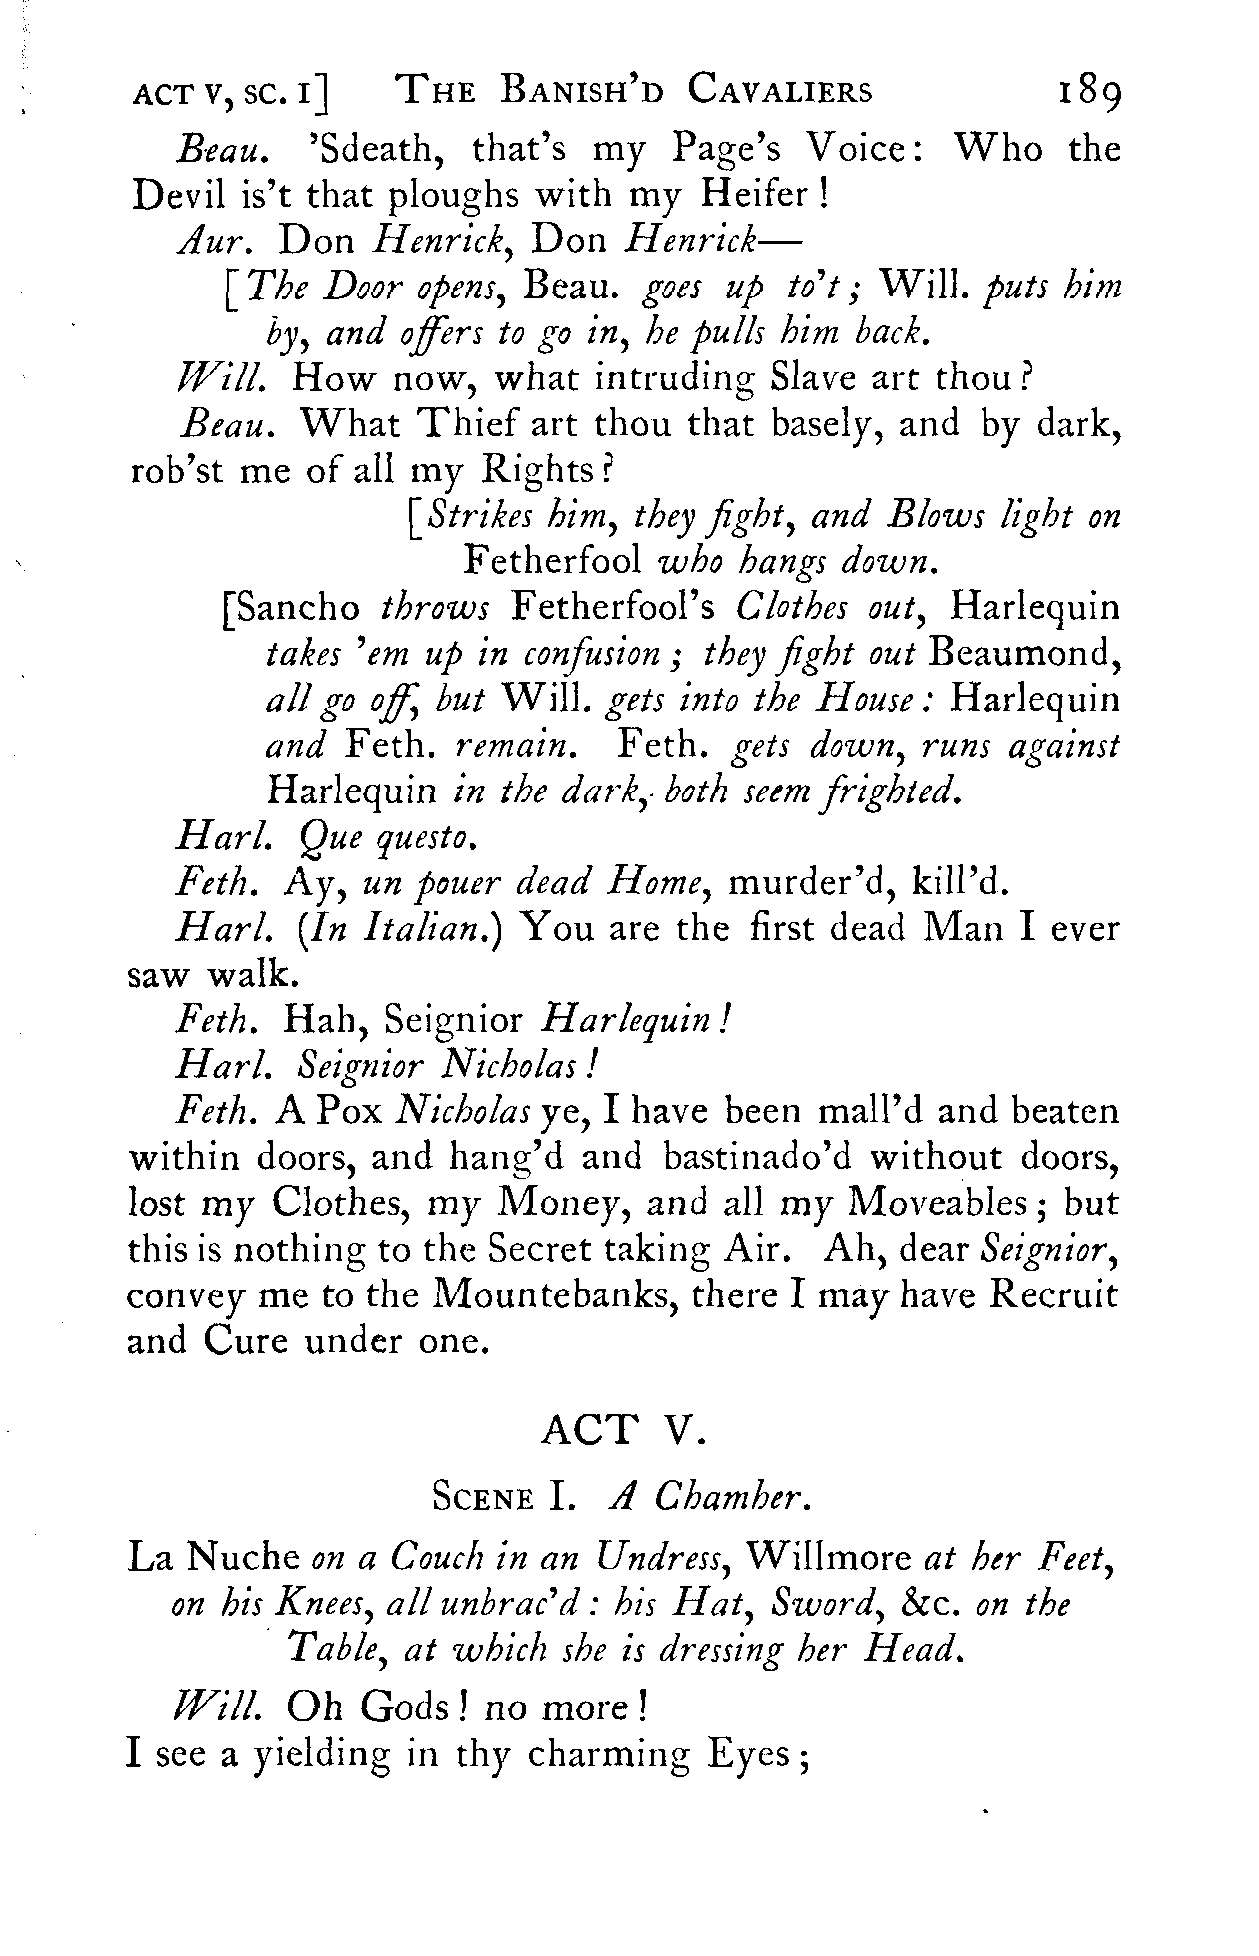 ACT V, SC. I] THE BANISH'D CAVALIERS 189
Beau. 'Sdeath, that's my Page's Voice: Who the
Devil is't that ploughs with my Heifer!
Aur. Don Henrick, Don Henrick—
[The Door opens, Beau. goes up to't; Will. puts him
by, and offers to go in, he pulls him back.
Will. How now, what intruding Slave art thou?
Beau. What Thief art thou that basely, and by dark,
rob'st me of all my Rights?
[Strikes him, they fight, and Blows light on
Fetherfool who hangs down.
[Sancho throws Fetherfool's Clothes out, Harlequin
takes 'em up in confusion; they fight out Beaumond,
all go off, but Will. gets into the House: Harlequin
and Feth. remain. Feth. gets down, runs against
Harlequin in the dark, both seem frighted.
Harl. Que questo.
Feth. Ay, un pouer dead Home, murder'd, kill'd.
Harl. (In Italian.) You are the first dead Man I ever
saw walk.
Feth. Hah, Seignior Harlequin!
Harl. Seignior Nicholas!
Feth. A Pox Nicholas ye, I have been mall'd and beaten
within doors, and hang'd and bastinado'd without doors,
lost my Clothes, my Money, and all my Moveables; but
this is nothing to the Secret taking Air. Ah, dear Seignior,
convey me to the Mountebanks, there I may have Recruit
and Cure under one.
ACT V.
SCENE I. A Chamber.
La Nuche on a Couch in an Undress, Willmore at her Feet,
on his Knees, all unbrac'd: his Hat, Sword, &c. on the
Table, at which she is dressing her Head.
Will. Oh Gods! no more!
I see a yielding in thy charming Eyes;